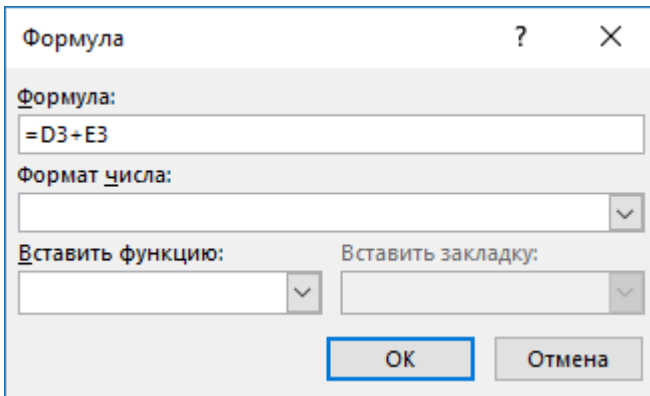 Формула ?
Формула:
=D3+E3
Формат числа:
Вставить функцию: Вставить закладку:
ОК Отмена